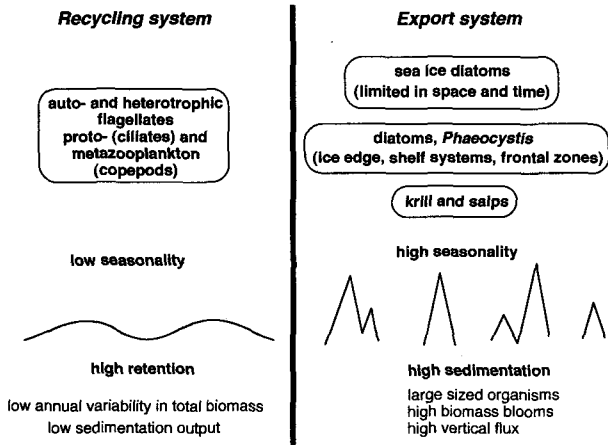 Recycling system
auto- and heterotrophic
flagellates
proto- (ciliates) and
metazooplankton
(copepods)
low seasonality
high retention
low annual variability in total biomass
low sedimentation output
Export system
sea ice diatoms
(limited in space and time)
diatoms, Phaeocystis
(ice edge, shelf systems, frontal zones)
krill and salps
high seasonality
high sedimentation
large sized organisms
high biomass blooms
high vertical flux